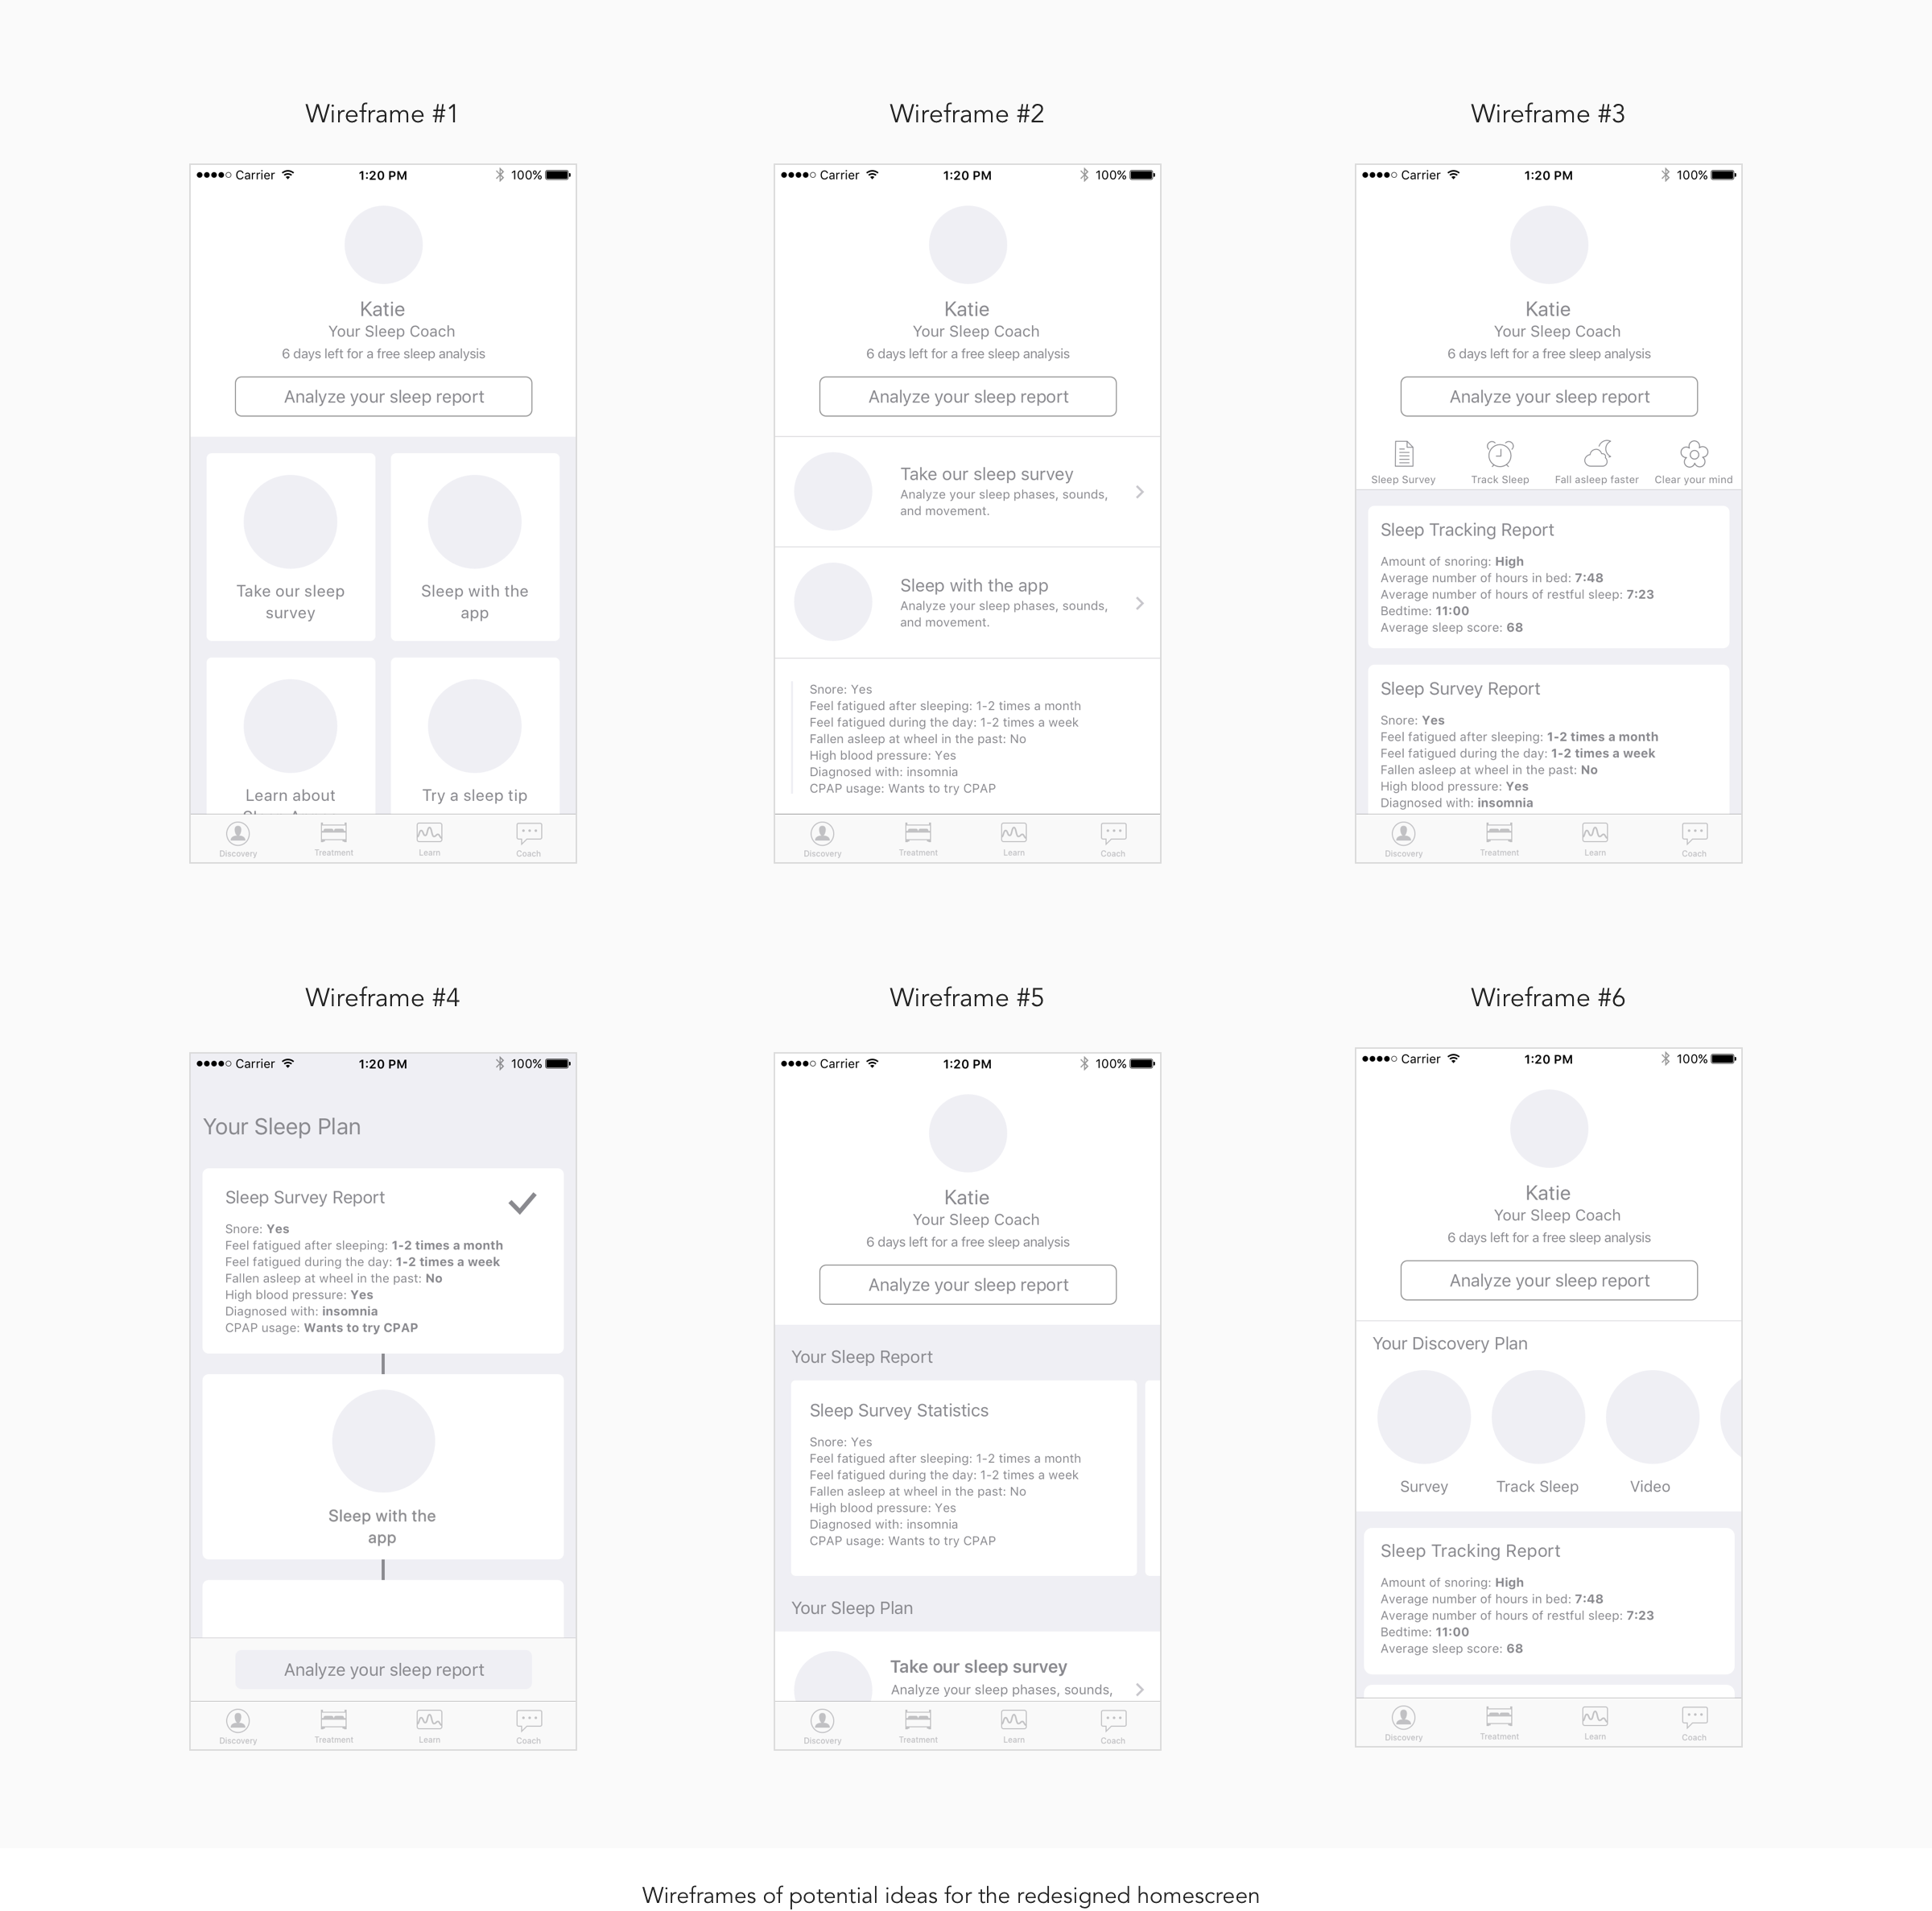 Wireframe #1
Carrier 1:20 PM 100%
Katie
Your Sleep Coach
6 days left for a free sleep analysis
Analyze your sleep report
Take our sleep
survey
Sleep with the
app
Learn about
Try a sleep tip
Discovery Treatment Learn Coach
Wireframe #2
Carrier 1:20 PM 100%
Katie
Your Sleep Coach
6 days left for a free sleep analysis
Analyze your sleep report
Take our sleep survey
Analyze your sleep phases, sounds,
and movement.
Sleep with the app
Analyze your sleep phases, sounds,
and movement.
Snore: Yes
Feel fatigued after sleeping: 1-2 times a month
Feel fatigued during the day: 1-2 times a week
Fallen asleep at wheel in the past: No
High blood pressure: Yes
Diagnosed with: insomnia
CPAP usage: Wants to try CPAP
Discovery Treatment Learn Coach
Wireframe #3
Carrier 1:20 PM 100%
Katie
Your Sleep Coach
6 days left for a free sleep analysis
Analyze your sleep report
Sleep Survey Track Sleep Fall asleep faster Clear your mind
Sleep Tracking Report
Amount of snoring: High
Average number of hours in bed: 7:48
Average number of hours of restful sleep: 7:23
Bedtime: 11:00
Average sleep score: 68
Sleep Survey Report
Snore: Yes
Feel fatigued after sleeping: 1-2 times a month
Feel fatigued during the day: 1-2 times a week
Fallen asleep at wheel in the past: No
High blood pressure: Yes
Diagnosed with: insomnia
Discovery Treatment Learn Coach
Wireframe #4
Carrier 1:20 PM 100%
Your Sleep Plan
Sleep Survey Report
Snore: Yes
Feel fatigued after sleeping: 1-2 times a month
Feel fatigued during the day: 1-2 times a week
Fallen asleep at wheel in the past: No
High blood pressure: Yes
Diagnosed with: insomnia
CPAP usage: Wants to try CPAP
Sleep with the
app
Analyze your sleep report
Discovery Treatment Learn Coach
Wireframe #5
Carrier 1:20 PM 100%
Katie
Your Sleep Coach
6 days left for a free sleep analysis
Analyze your sleep report
Your Sleep Report
Sleep Survey Statistics
Snore: Yes
Feel fatigued after sleeping: 1-2 times a month
Feel fatigued during the day: 1-2 times a week
Fallen asleep at wheel in the past: No
High blood pressure: Yes
Diagnosed with: insomnia
CPAP usage: Wants to try CPAP
Your Sleep Plan
Take our sleep survey
Analyze your sleep phases, sounds,
Discovery Treatment Learn Coach
Wireframe #6
Carrier 1:20 PM 100%
Katie
Your Sleep Coach
6 days left for a free sleep analysis
Analyze your sleep report
Your Discovery Plan
Survey Track Sleep Video
Sleep Tracking Report
Amount of snoring: High
Average number of hours in bed: 7:48
Average number of hours of restful sleep: 7:23
Bedtime: 11:00
Average sleep score: 68
Discovery Treatment Learn Coach
Wireframes of potential ideas for the redesigned homescreen